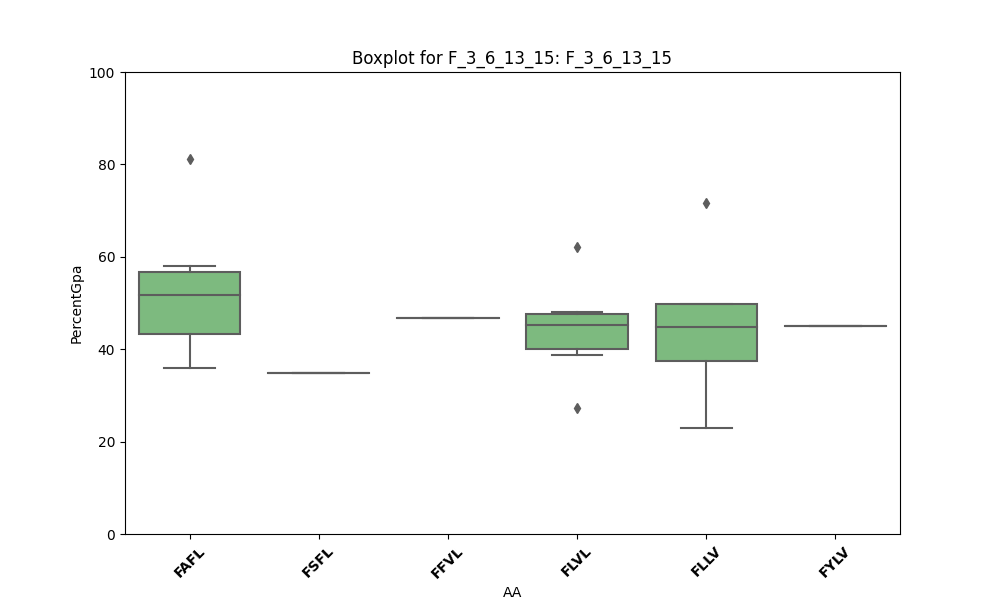 Boxplot for F_3_6_13_15: F_3_6_13_15
100
80
60
40
20
0
PercentGpa
FAFL
FSFL
FFVL
FLVL
FLLV
FYLV
AA